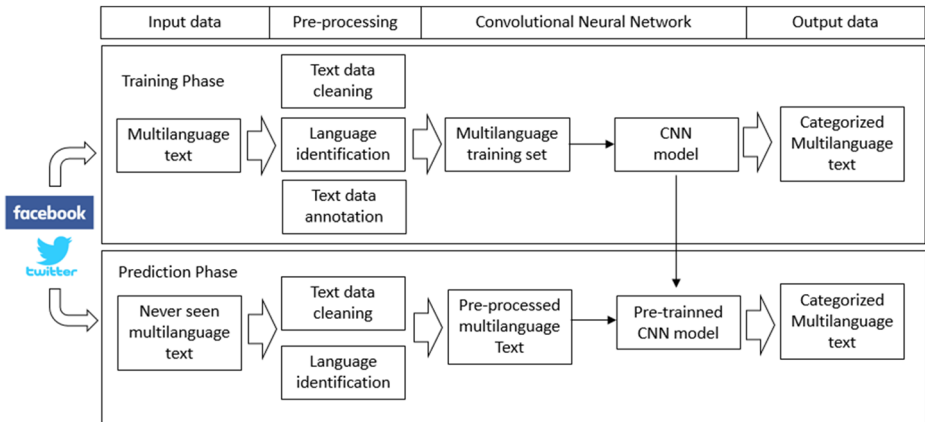 Input data
Pre-processing
Convolutional Neural Network
Output data
Training Phase
Multilanguage
text
Text data
cleaning
Language
identification
Text data
annotation
Multilanguage
training set
CNN
model
Categorized
Multilanguage
text
facebook
twitter
Prediction Phase
Never seen
multilanguage
text
Text data
cleaning
Language
identification
Pre-processed
multilanguage
Text
Pre-trainned
CNN model
Categorized
Multilanguage
text